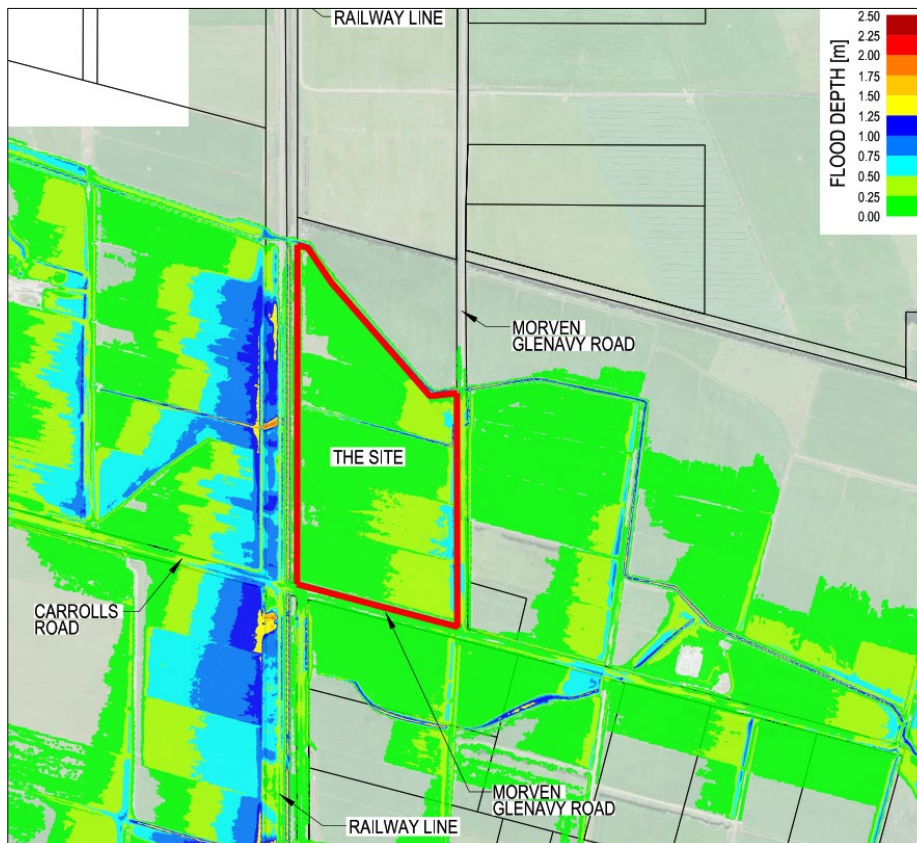 RAILWAY LINE
FLOOD DEPTH [m]
2.50
2.25
2.00
1.75
1.50
1.25
1.00
0.75
0.50
0.25
0.00
MORVEN
GLENAVY ROAD
THE SITE
CARROLLS
ROAD
MORVEN
GLENAVY ROAD
RAILWAY LINE